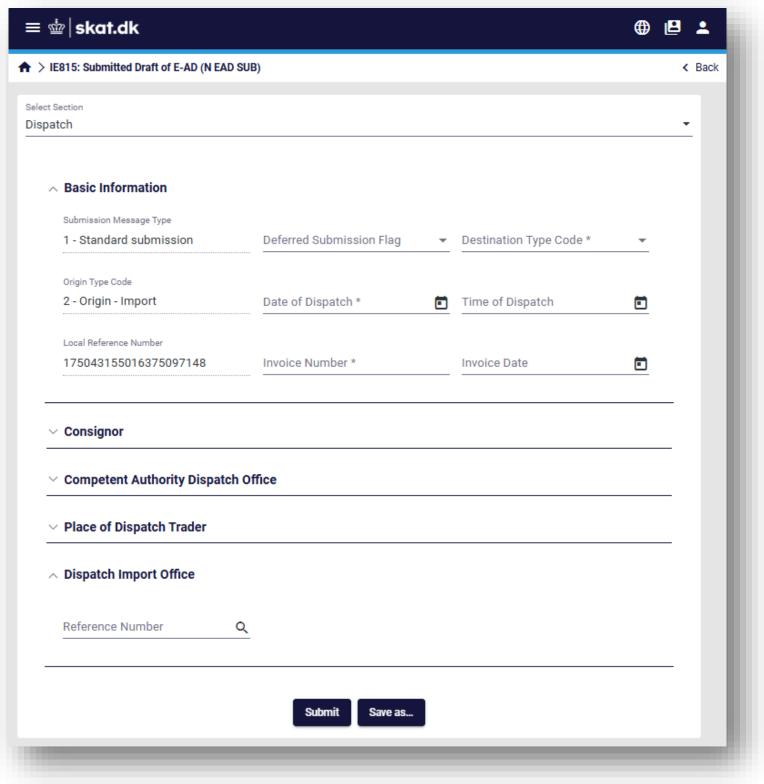 skat.dk
IE815: Submitted Draft of E-AD (N EAD SUB)
Back
Select Section
Dispatch
Basic Information
Submission Message Type
1 - Standard submission
Deferred Submission Flag
Destination Type Code *
Origin Type Code
2 - Origin - Import
Date of Dispatch *
Time of Dispatch
Local Reference Number
175043155016375097148
Invoice Number *
Invoice Date
Consignor
Competent Authority Dispatch Office
Place of Dispatch Trader
Dispatch Import Office
Reference Number
Submit
Save as...